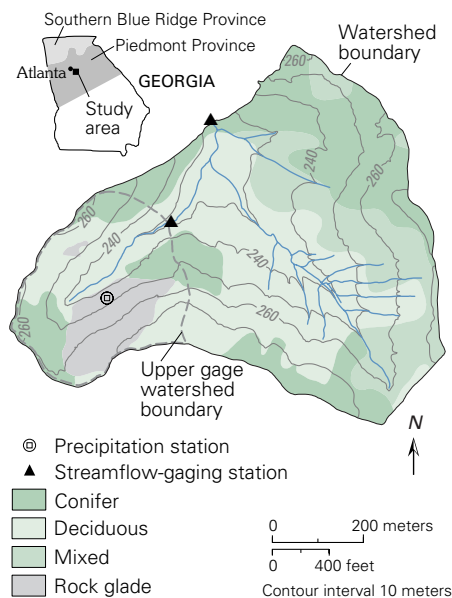 Southern Blue Ridge Province
Piedmont Province
Atlanta
GEORGIA
Study
area
Watershed
boundary
260
240
260
260
240
240
260
260
Upper gage
watershed
boundary
N
Precipitation station
Streamflow-gaging station
Conifer
Deciduous
Mixed
Rock glade
0 200 meters
0 400 feet
Contour interval 10 meters